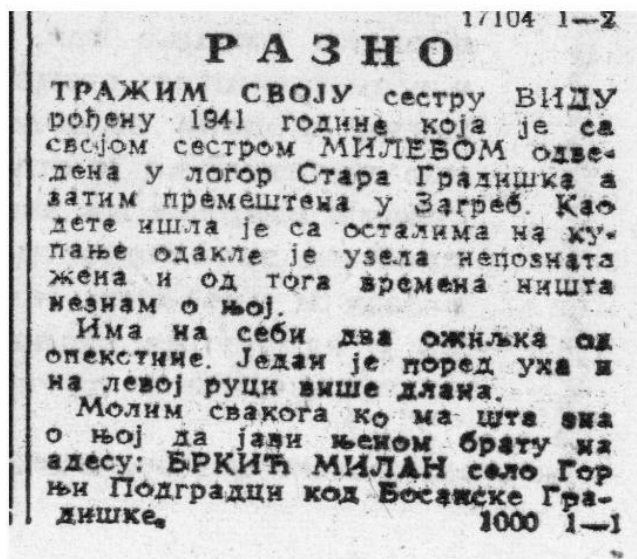 17104 1—2
РАЗНО
ТРАЖИМ СВОЈУ сестру ВИДУ
рођену 1941 године која је са
својом сестром МИЛЕВОМ одве-
дена у логор Стара Градишка а
затим премештена у Загреб. Као
дете ишла је са осталима на ку-
пање одакле је узела непозната
жена и од тога времена ништа
незнам о њој.
Има на себи два ожиљка од
опекотине. Један је поред уха и
на левој руци више длана.
Молим свакога ко ма шта зна
о њој да јави њеном брату на
адесу: БРКИЋ МИЛАН село Гор
њи Подградци код Босанске Гра-
дишке. 1000 1—1